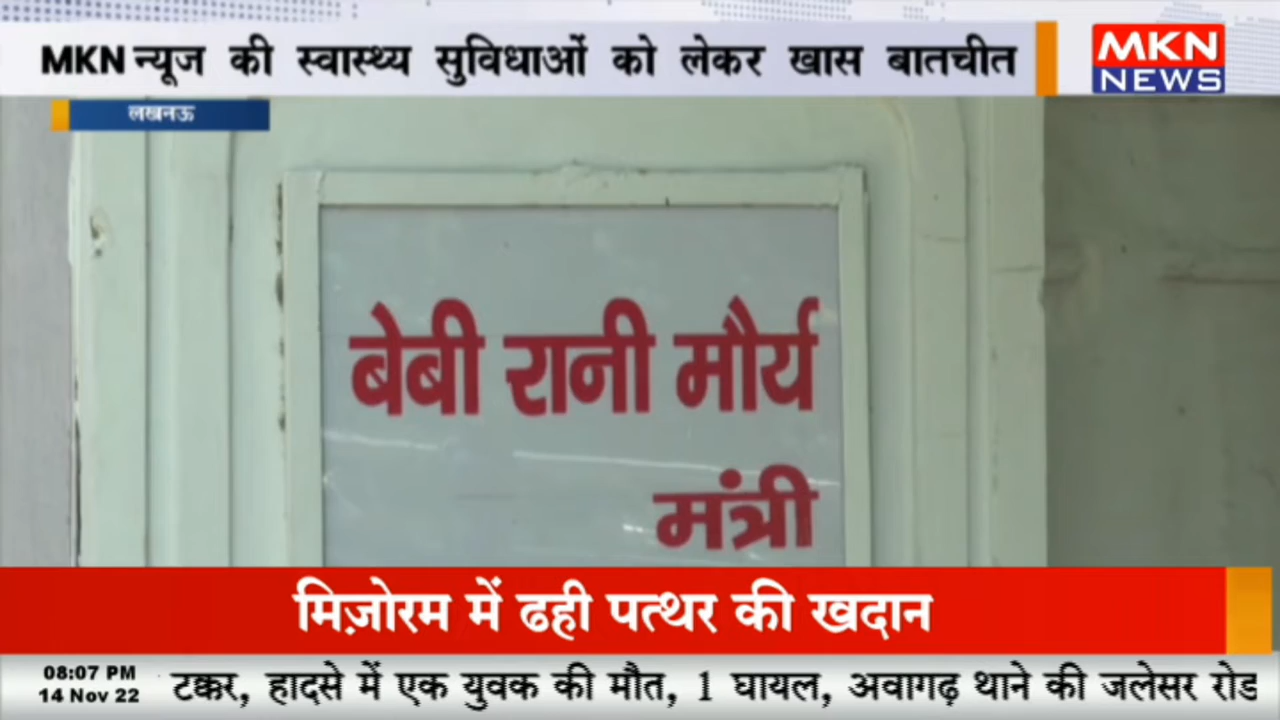 MKN न्यूज की स्वास्थ्य सुविधाओं को लेकर खास बातचीत
MKN
NEWS
लखनऊ
बेबी रानी मौर्य
मंत्री
मिज़ोरम में ढही पत्थर की खदान
08:07 PM
14 Nov 22
टक्कर, हादसे में एक युवक की मौत, 1 घायल, अवागढ़ थाने की जलेसर रोड